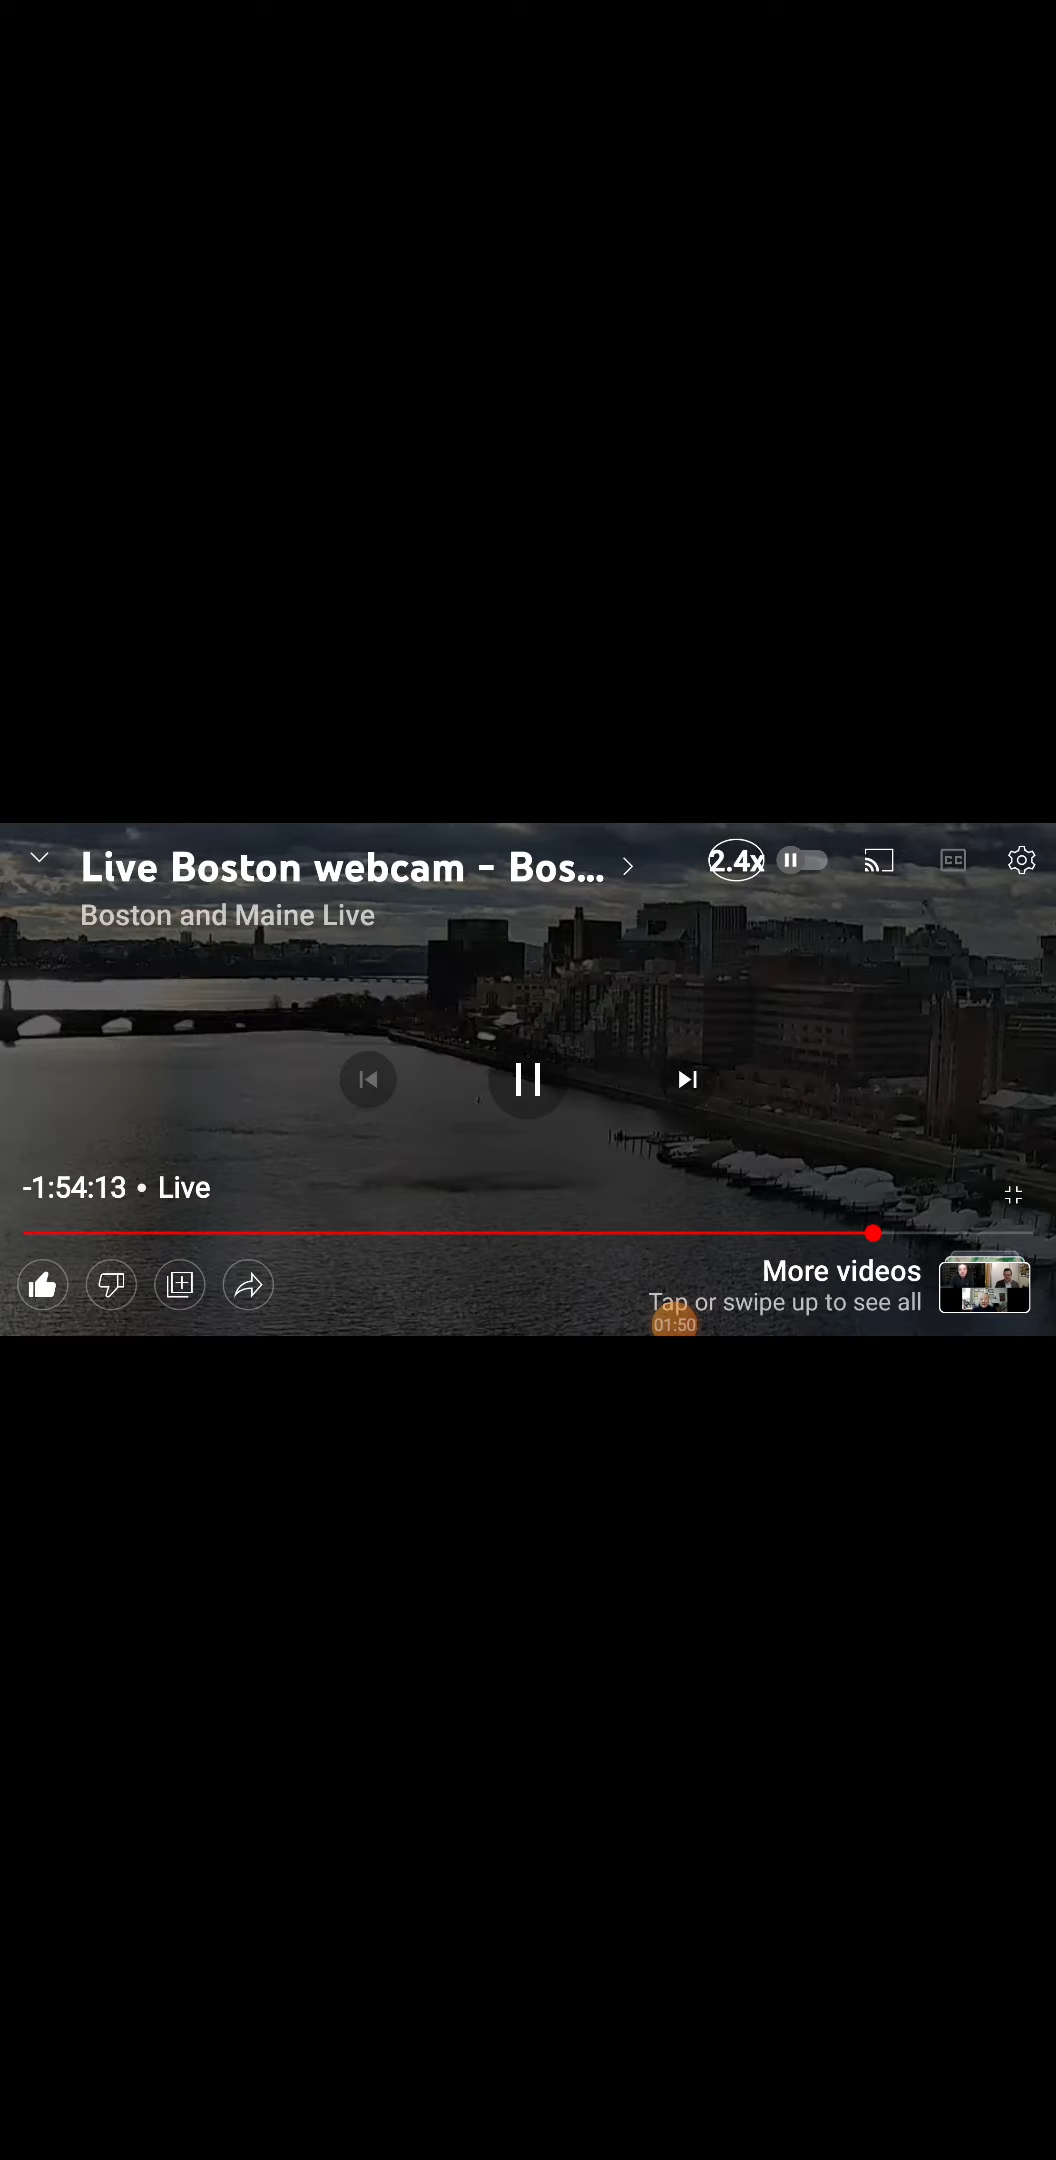 Live Boston webcam - Bos...
2.4x
CC
Boston and Maine Live
-1:54:13 • Live
More videos
Tap or swipe up to see all
01:50